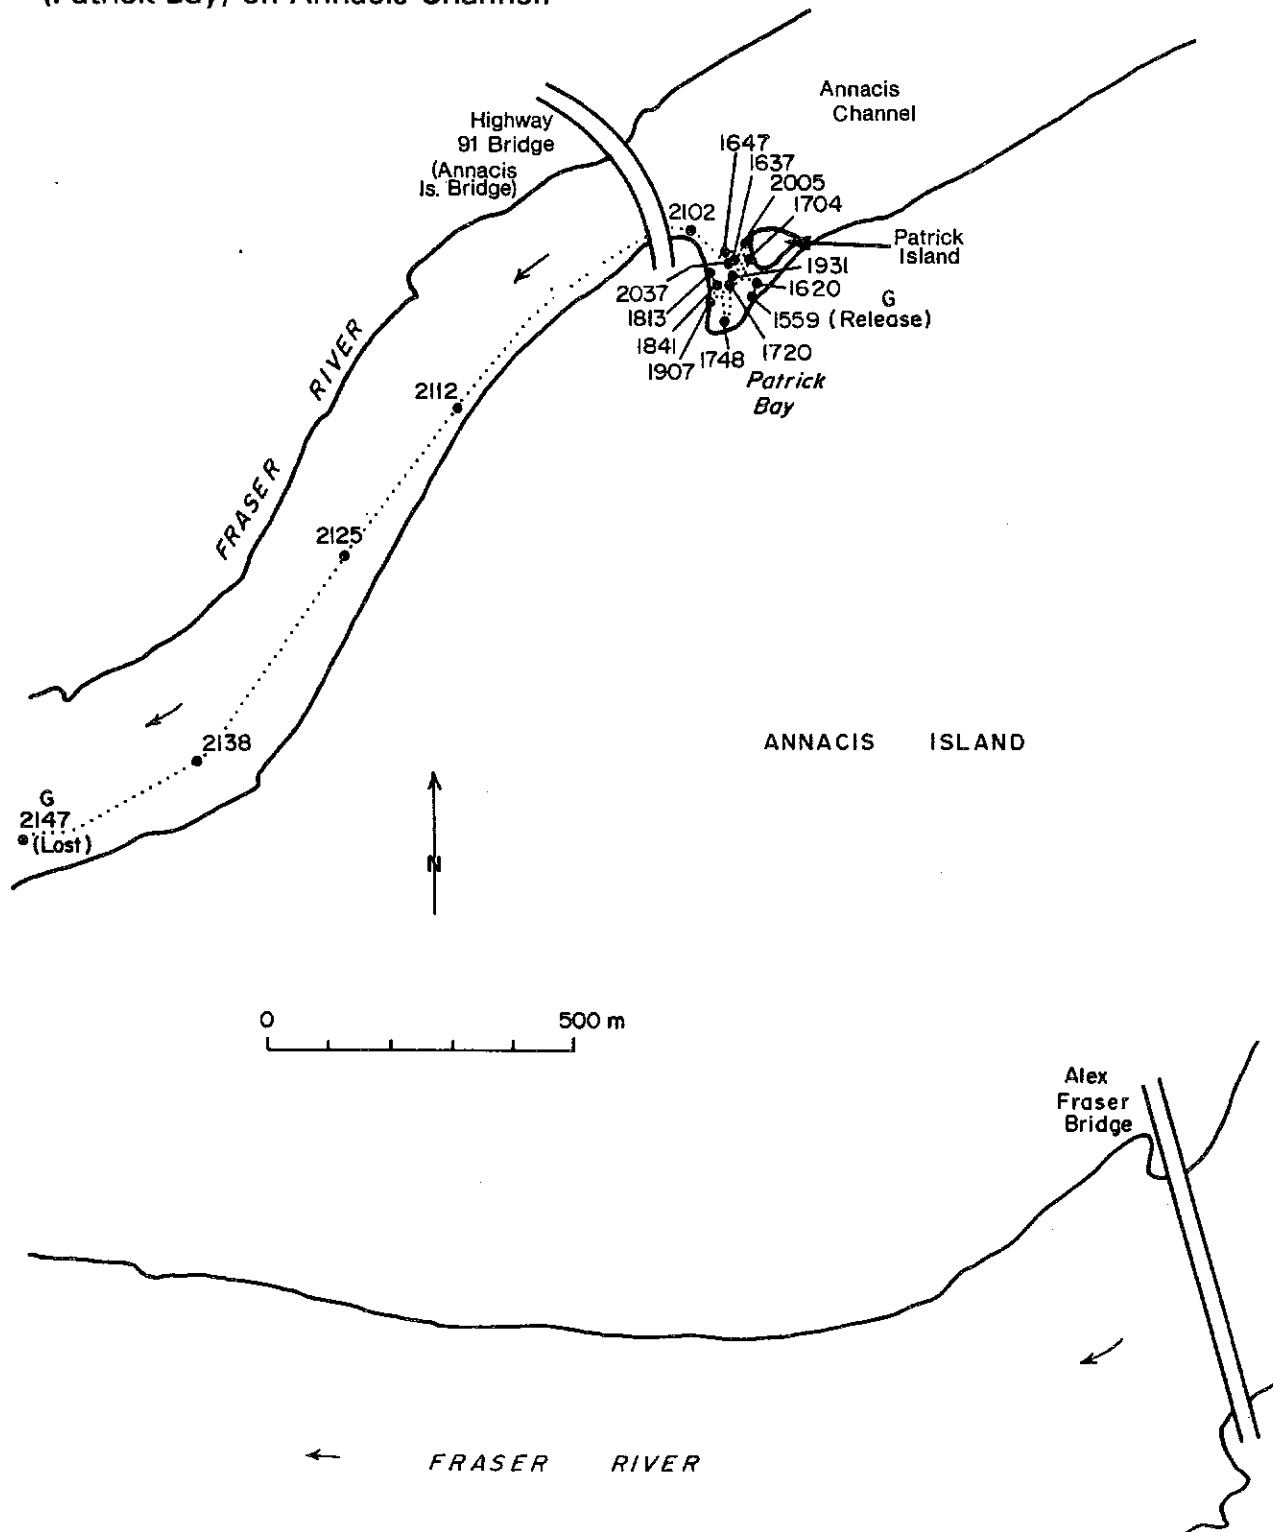 (Patrick Bay) on Annacis Channel.
Annacis
Channel
Highway
91 Bridge
(Annacis
Is. Bridge)
1647
1637
2005
1704
2102
Patrick
Island
1931
1620
2037
G
1813
1559 (Release)
1841
1907
1748
1720
Patrick
Bay
FRASER RIVER
2112
2125
2138
ANNACIS ISLAND
G
2147
(Lost)
N
0 500 m
Alex
Fraser
Bridge
FRASER RIVER